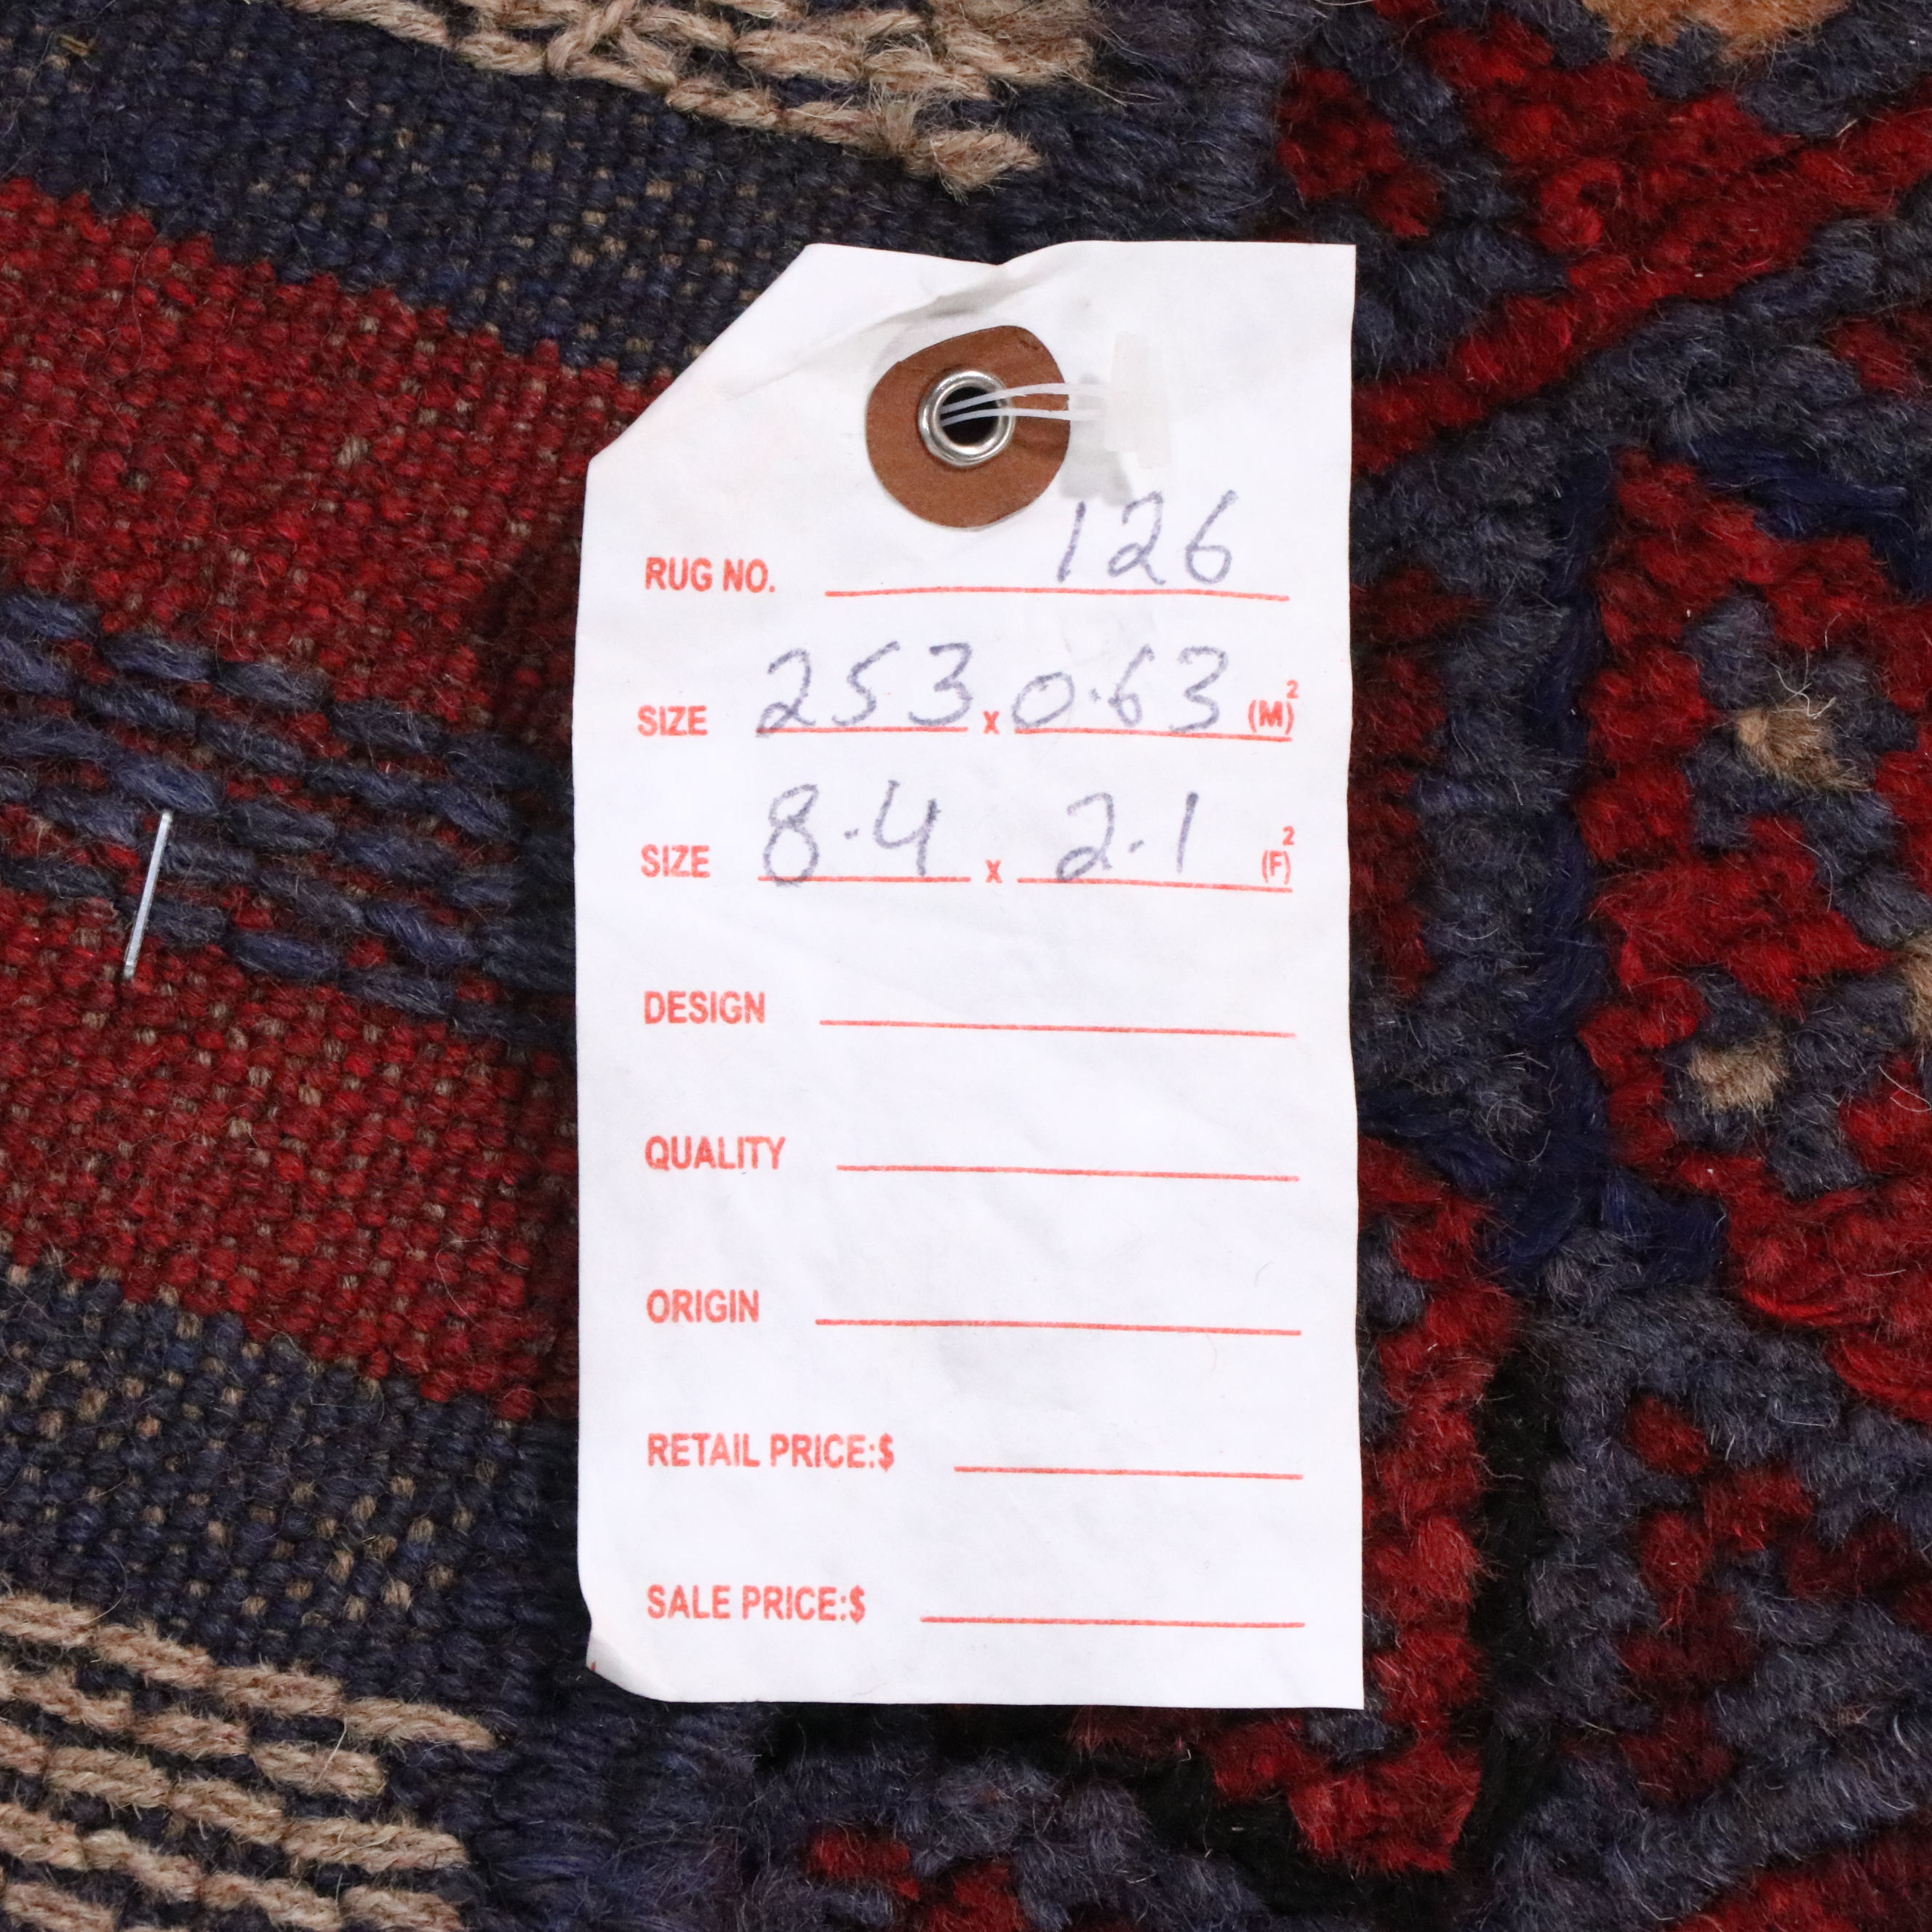 RUG NO. 126
SIZE 253 x 0.63 (M)²
SIZE 8.4 x 2.1 (F)²
DESIGN
QUALITY
ORIGIN
RETAIL PRICE:$
SALE PRICE:$